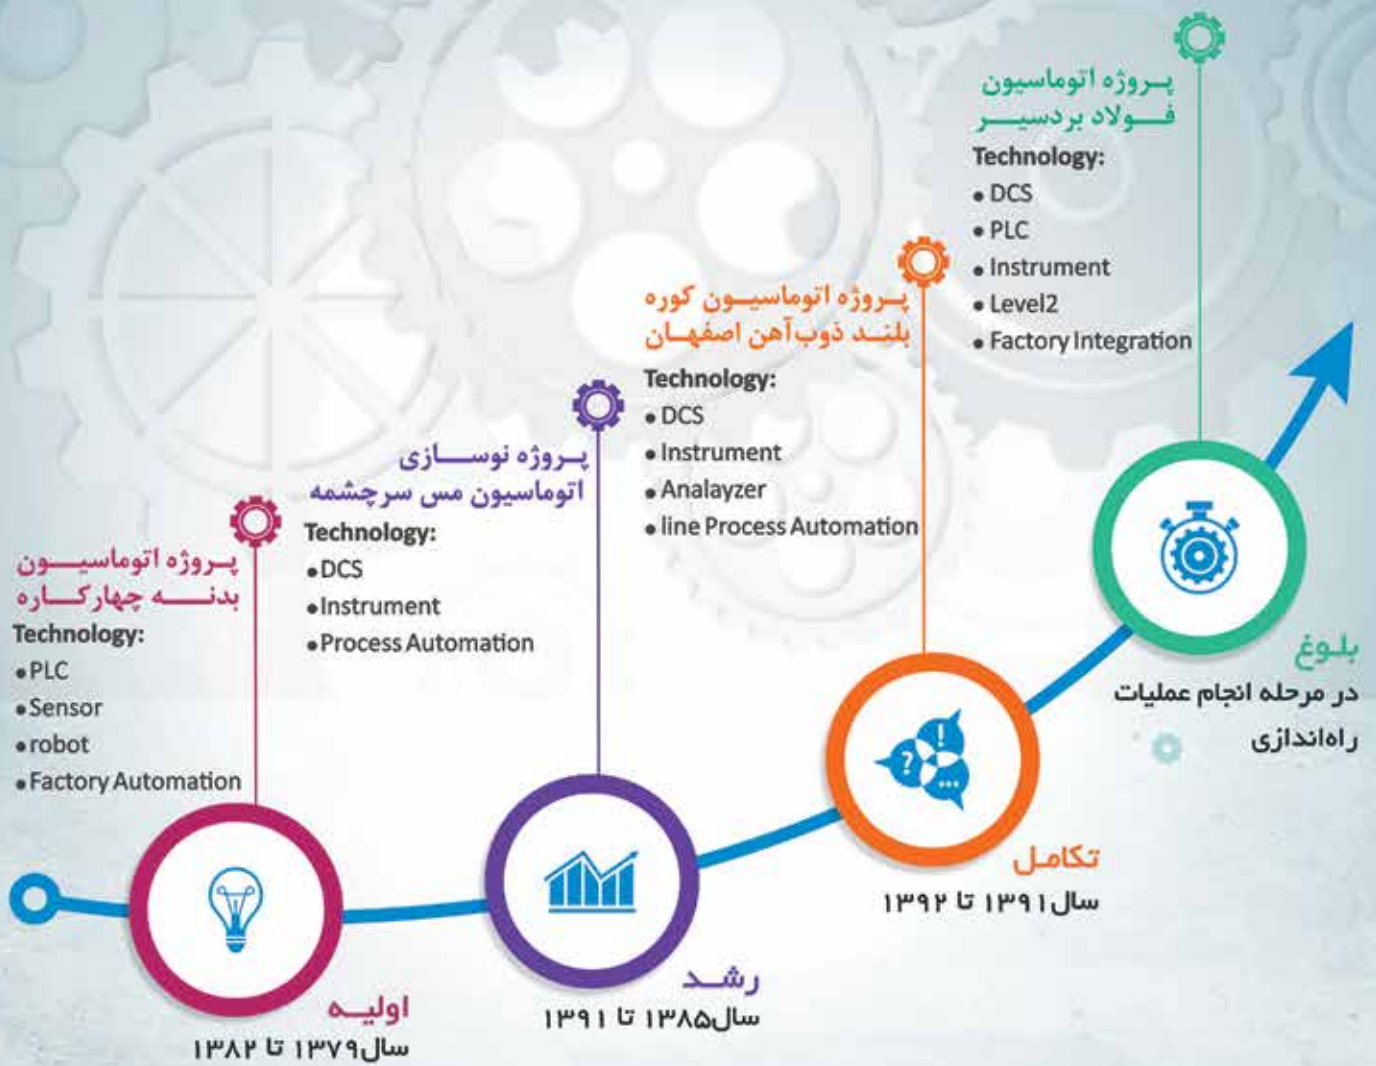 پروژه اتوماسیون
بدنه چهارکاره
Technology:
• PLC
• Sensor
• robot
• Factory Automation
اولیه
سال ۱۳۷۹ تا ۱۳۸۲
پروژه نوسازی
اتوماسیون مس سرچشمه
Technology:
• DCS
• Instrument
• Process Automation
رشد
سال ۱۳۸۵ تا ۱۳۹۱
پروژه اتوماسیون کوره
بلند ذوب‌آهن اصفهان
Technology:
• DCS
• Instrument
• Analayzer
• line Process Automation
!
?
...
تکامل
سال ۱۳۹۱ تا ۱۳۹۲
پروژه اتوماسیون
فولاد بردسیر
Technology:
• DCS
• PLC
• Instrument
• Level2
• Factory Integration
بلوغ
در مرحله انجام عملیات
راه‌اندازی